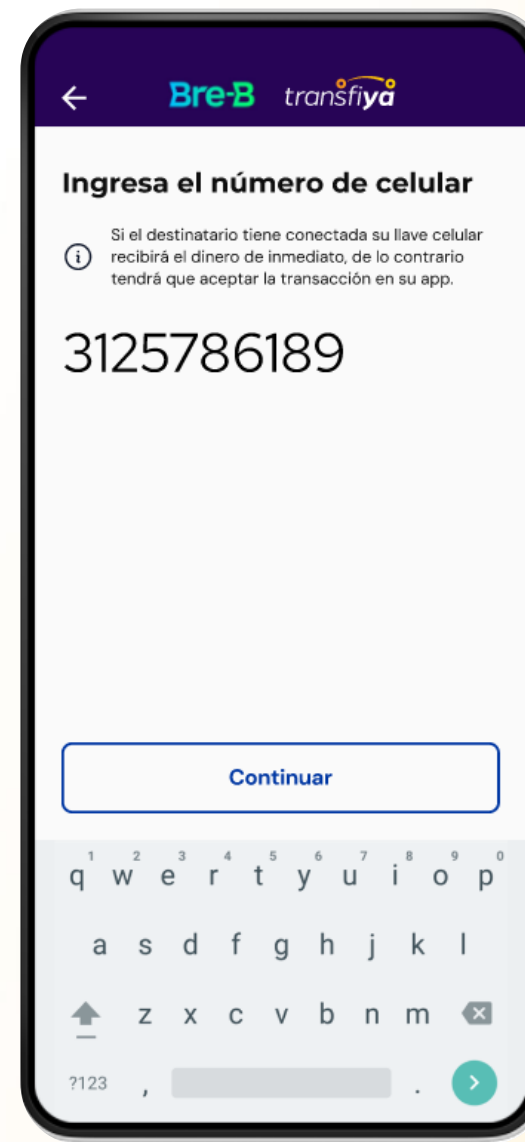 Bre-B transfiya
Ingresa el número de celular
Si el destinatario tiene conectada su llave celular
recibirá el dinero de inmediato, de lo contrario
tendrá que aceptar la transacción en su app.
3125786189
Continuar
1 2 3 4 5 6 7 8 9 0
q w e r t y u i o p
a s d f g h j k l
z x c v b n m
?123 , .